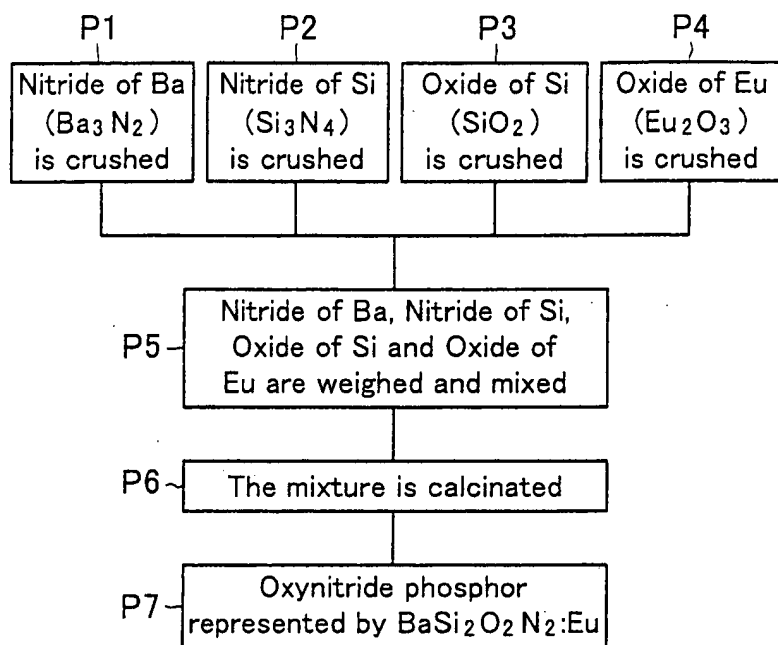 P1
P2
P3
P4
Nitride of Ba
(Ba₃N₂)
is crushed
Nitride of Si
(Si₃N₄)
is crushed
Oxide of Si
(SiO₂)
is crushed
Oxide of Eu
(Eu₂O₃)
is crushed
P5
Nitride of Ba, Nitride of Si,
Oxide of Si and Oxide of
Eu are weighed and mixed
P6
The mixture is calcinated
P7
Oxynitride phosphor
represented by BaSi₂O₂N₂:Eu